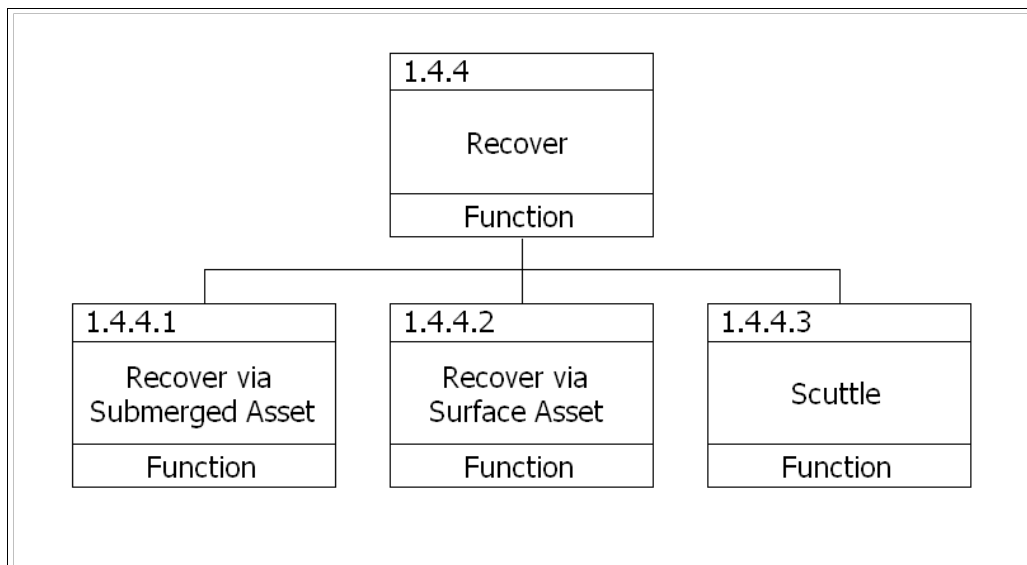 1.4.4
Recover
Function
1.4.4.1
Recover via
Submerged Asset
Function
1.4.4.2
Recover via
Surface Asset
Function
1.4.4.3
Scuttle
Function